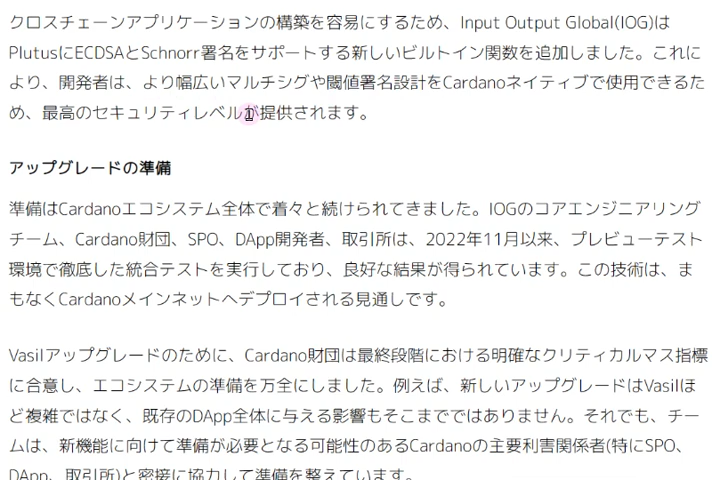 クロスチェーンアプリケーションの構築を容易にするため、Input Output Global(IOG)は
PlutusにECDSAとSchnorr署名をサポートする新しいビルトイン関数を追加しました。これに
より、開発者は、より幅広いマルチシグや閾値署名設計をCardanoネイティブで使用できるた
め、最高のセキュリティレベルが提供されます。
アップグレードの準備
準備はCardanoエコシステム全体で着々と続けられてきました。IOGのコアエンジニアリング
チーム、Cardano財団、SPO、DApp開発者、取引所は、2022年11月以来、プレビューテスト
環境で徹底した統合テストを実行しており、良好な結果が得られています。この技術は、ま
もなくCardanoメインネットへデプロイされる見通しです。
Vasilアップグレードのために、Cardano財団は最終段階における明確なクリティカルマス指標
に合意し、エコシステムの準備を万全にしました。例えば、新しいアップグレードはVasilほ
ど複雑ではなく、既存のDApp全体に与える影響もそこまでではありません。それでも、チー
ムは、新機能に向けて準備が必要となる可能性のあるCardanoの主要利害関係者(特にSPO、
DApp、取引所)と密接に協力して準備を整えています。